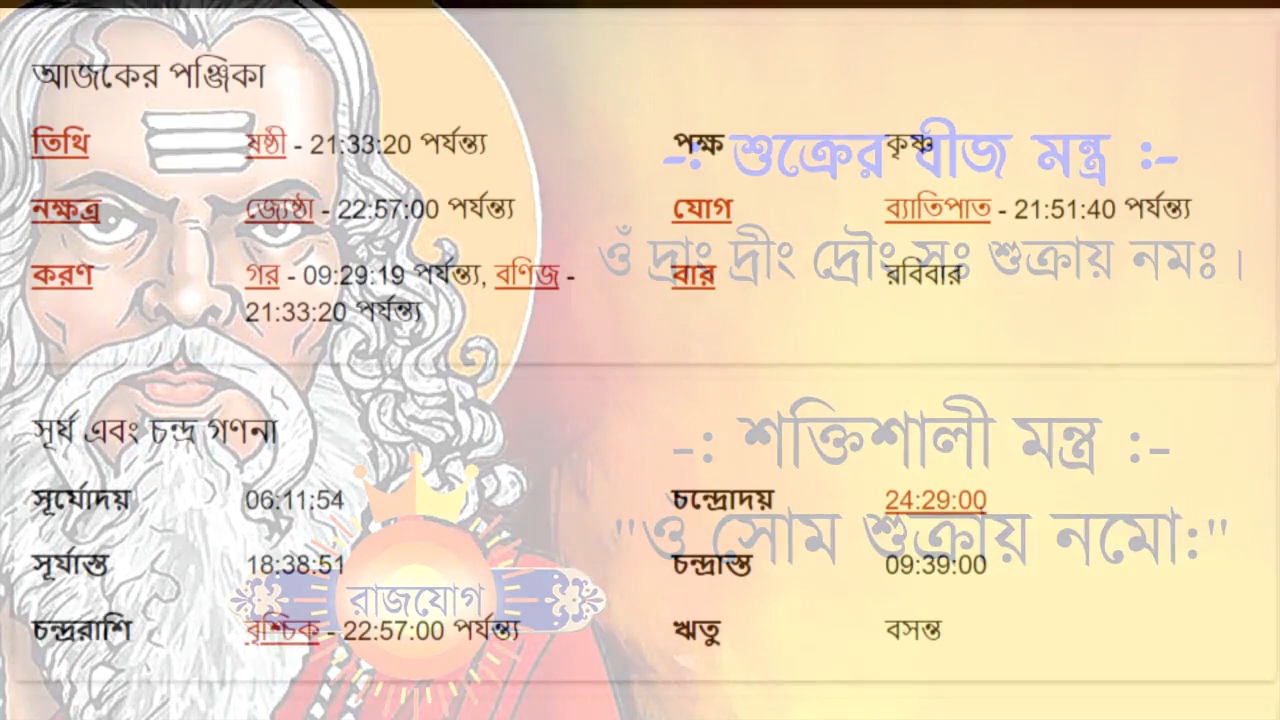 আজকের পঞ্জিকা
তিথি ষষ্ঠী - 21:33:20 পর্যন্ত্য পক্ষ কৃষ্ণ
-: শুক্রের বীজ মন্ত্র :-
নক্ষত্র জ্যেষ্ঠা - 22:57:00 পর্যন্ত্য যোগ ব্যাতিপাত - 21:51:40 পর্যন্ত্য
ওঁ দ্রাং দ্রীং দ্রৌং সঃ শুক্রায় নমঃ।
করণ গর - 09:29:19 পর্যন্ত্য, বণিজ - বার রবিবার
21:33:20 পর্যন্ত্য
সূর্য এবং চন্দ্র গণনা
-: শক্তিশালী মন্ত্র :-
সূর্যোদয় 06:11:54 চন্দ্রোদয় 24:29:00
"ওঁ সোম শুক্রায় নমো:"
সূর্যাস্ত 18:38:51 চন্দ্রাস্ত 09:39:00
রাজযোগ
চন্দ্ররাশি বৃশ্চিক - 22:57:00 পর্যন্ত্য ঋতু বসন্ত